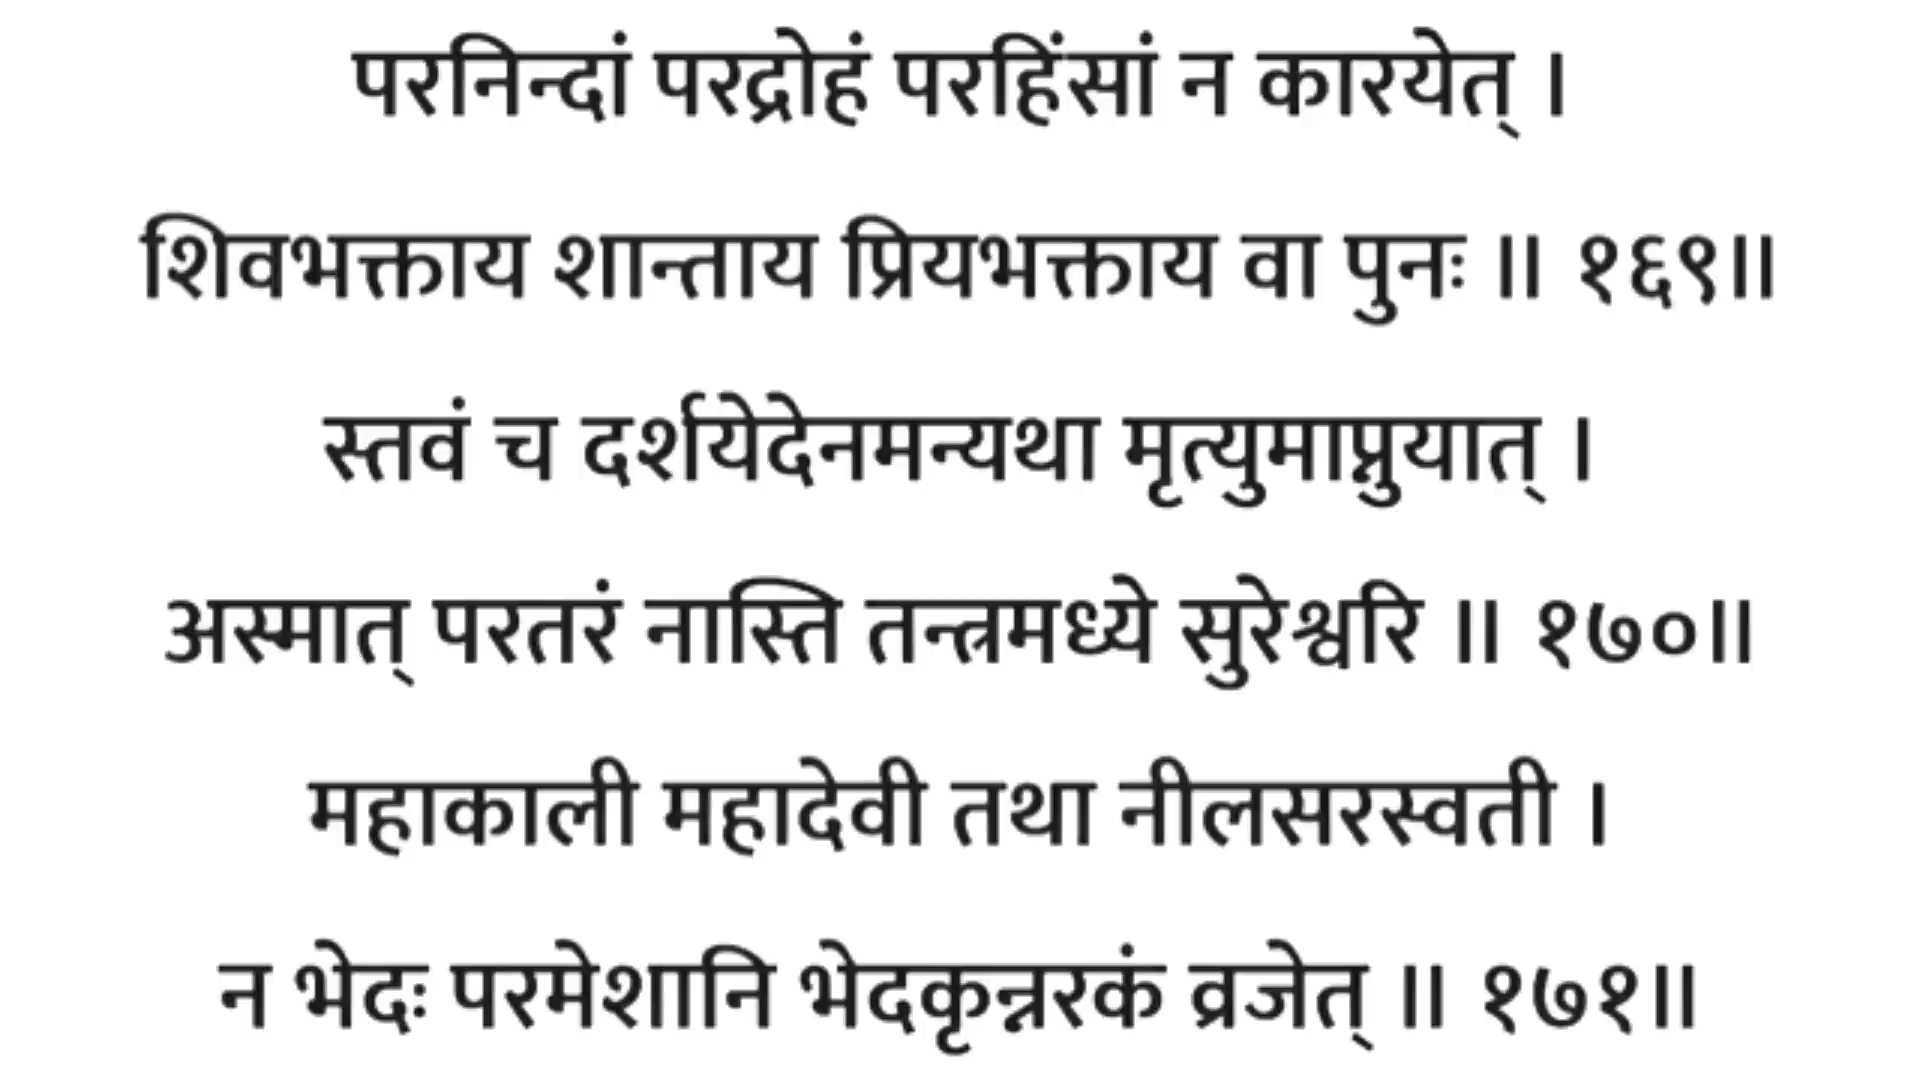 परनिन्दां परद्रोहं परहिंसां न कारयेत् ।
शिवभक्ताय शान्ताय प्रियभक्ताय वा पुनः ॥ १६९॥
स्तवं च दर्शयेदेनमन्यथा मृत्युमाप्नुयात् ।
अस्मात् परतरं नास्ति तन्त्रमध्ये सुरेश्वरि ॥ १७०॥
महाकाली महादेवी तथा नीलसरस्वती ।
न भेदः परमेशानि भेदकृन्नरकं व्रजेत् ॥ १७१॥